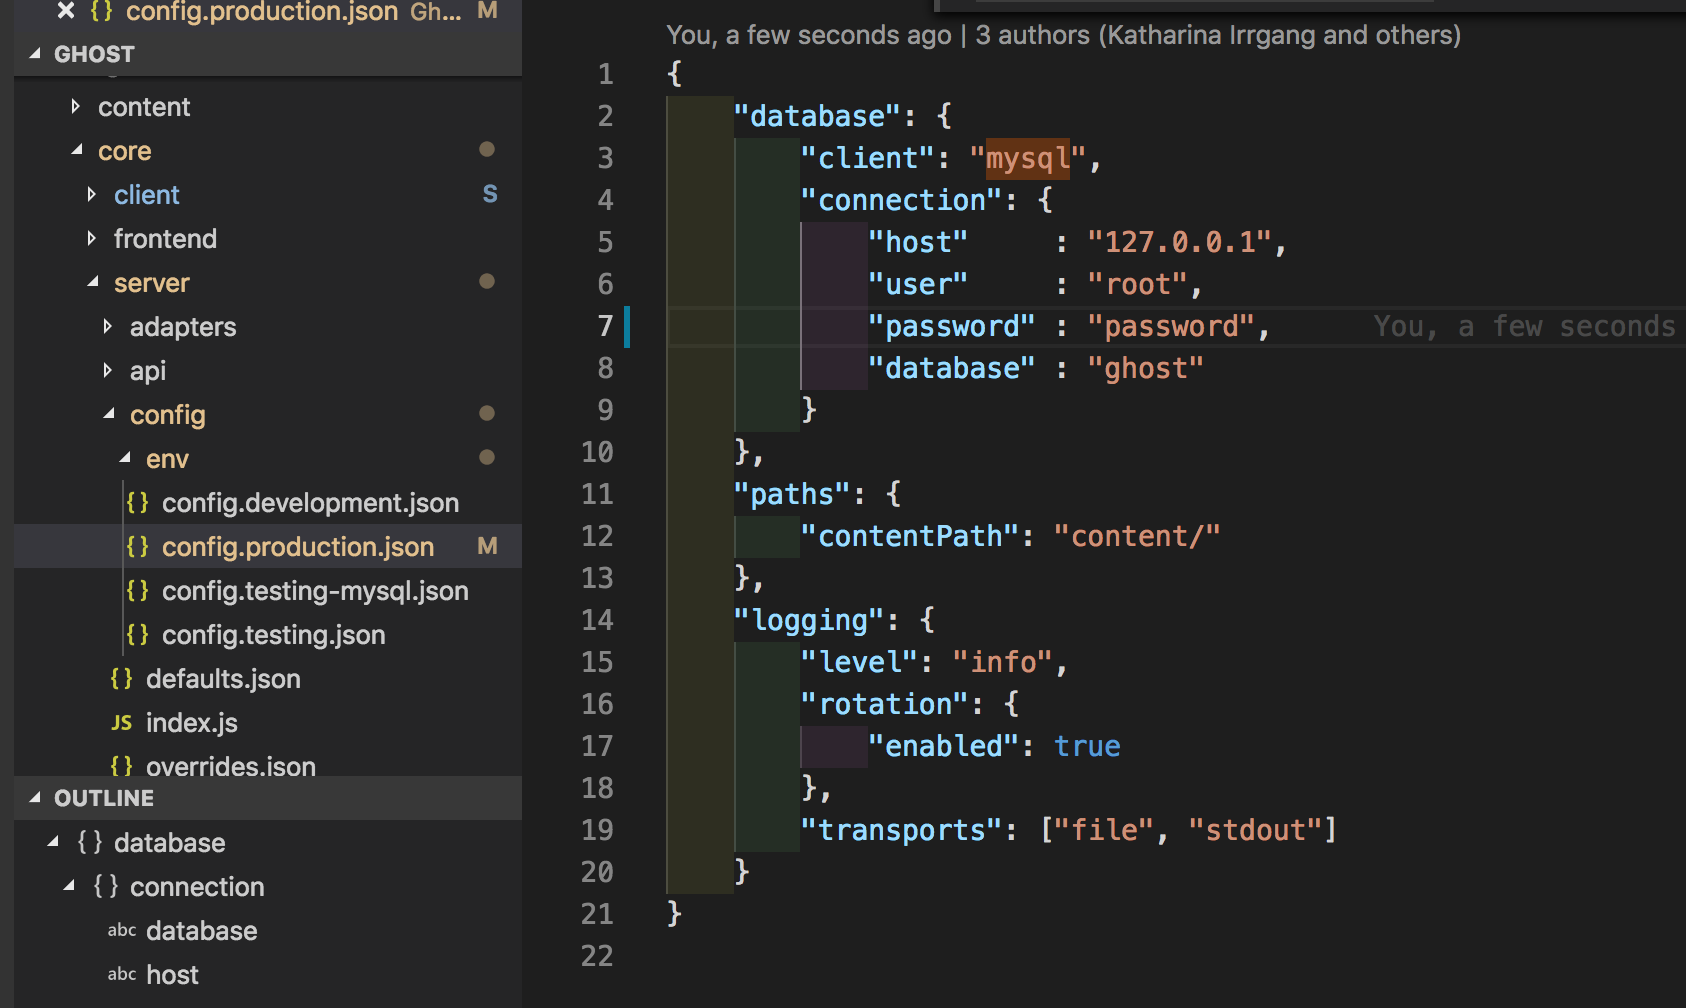 config.production.json Gh... M
GHOST
content
core
client S
frontend
server
adapters
api
config
env
{} config.development.json
{} config.production.json M
{} config.testing-mysql.json
{} config.testing.json
{} defaults.json
JS index.js
{} overrides.json
OUTLINE
{} database
{} connection
abc database
abc host
You, a few seconds ago | 3 authors (Katharina Irrgang and others)
1 {
2 "database": {
3 "client": "mysql",
4 "connection": {
5 "host"     : "127.0.0.1",
6 "user"     : "root",
7 "password" : "password", You, a few seconds
8 "database" : "ghost"
9 }
10 },
11 "paths": {
12 "contentPath": "content/"
13 },
14 "logging": {
15 "level": "info",
16 "rotation": {
17 "enabled": true
18 },
19 "transports": ["file", "stdout"]
20 }
21 }
22